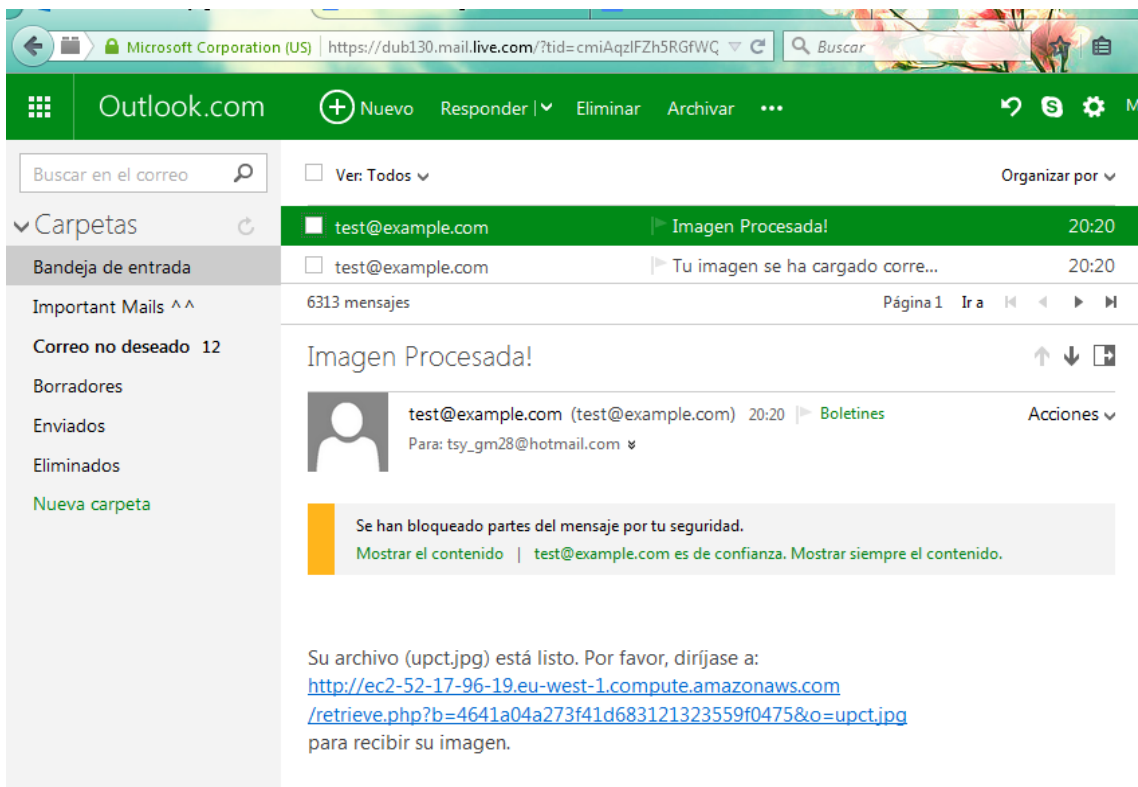 Microsoft Corporation (US) https://dub130.mail.live.com/?tid=cmiAqzIFZh5RGfWQ Buscar
Outlook.com Nuevo Responder Eliminar Archivar ••• M
Buscar en el correo
Ver: Todos Organizar por
Carpetas
test@example.com Imagen Procesada! 20:20
Bandeja de entrada
test@example.com Tu imagen se ha cargado corre... 20:20
Important Mails ^^
6313 mensajes Página 1 Ir a
Correo no deseado 12
Borradores
Enviados
Eliminados
Nueva carpeta
Imagen Procesada!
test@example.com (test@example.com) 20:20 Boletines Acciones
Para: tsy_gm28@hotmail.com
Se han bloqueado partes del mensaje por tu seguridad.
Mostrar el contenido | test@example.com es de confianza. Mostrar siempre el contenido.
Su archivo (upct.jpg) está listo. Por favor, diríjase a:
http://ec2-52-17-96-19.eu-west-1.compute.amazonaws.com
/retrieve.php?b=4641a04a273f41d683121323559f0475&o=upct.jpg
para recibir su imagen.